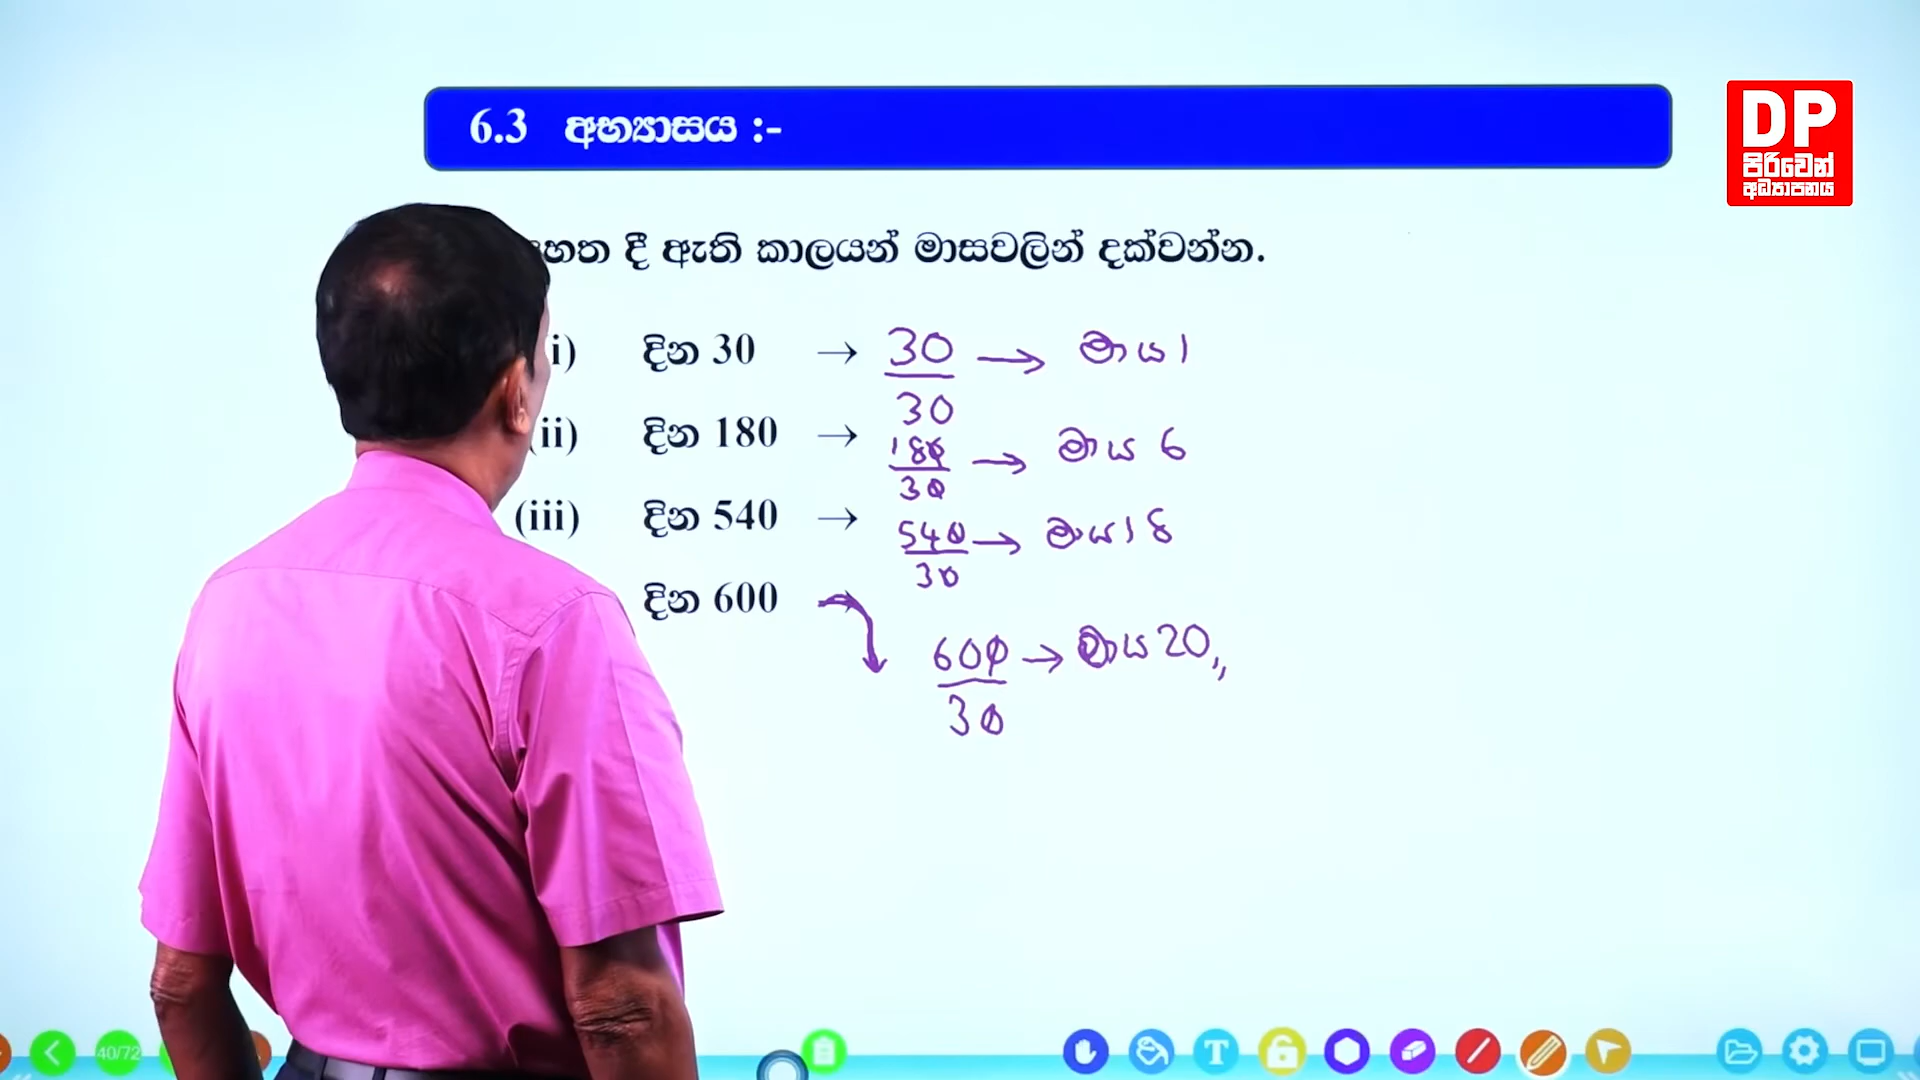 6.3 අභ්‍යාසය :-
DP
පිරිවෙන්
අධ්‍යාපනය
හත දී ඇති කාලයන් මාසවලින් දක්වන්න.
i) දින 30 → 30/30 → මාස 1
(ii) දින 180 → 180/30 → මාස 6
(iii) දින 540 → 540/30 → මාස 18
දින 600 → 600/30 → මාස 20,,
40/72
T